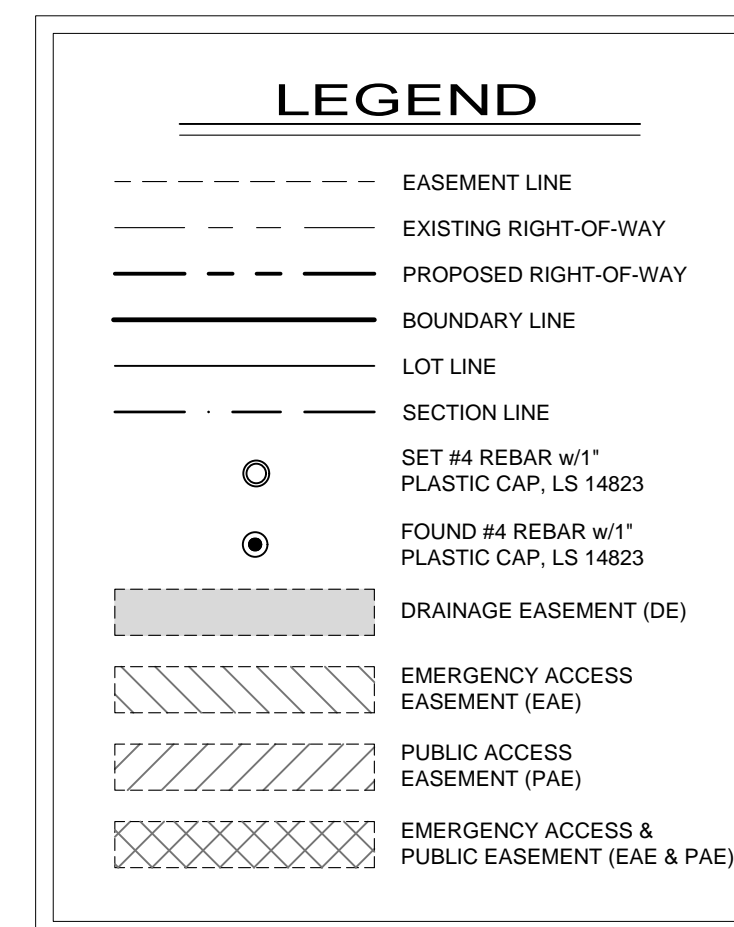 LEGEND
EASEMENT LINE
EXISTING RIGHT-OF-WAY
PROPOSED RIGHT-OF-WAY
BOUNDARY LINE
LOT LINE
SECTION LINE
SET #4 REBAR w/1"
PLASTIC CAP, LS 14823
FOUND #4 REBAR w/1"
PLASTIC CAP, LS 14823
DRAINAGE EASEMENT (DE)
EMERGENCY ACCESS
EASEMENT (EAE)
PUBLIC ACCESS
EASEMENT (PAE)
EMERGENCY ACCESS &
PUBLIC EASEMENT (EAE & PAE)